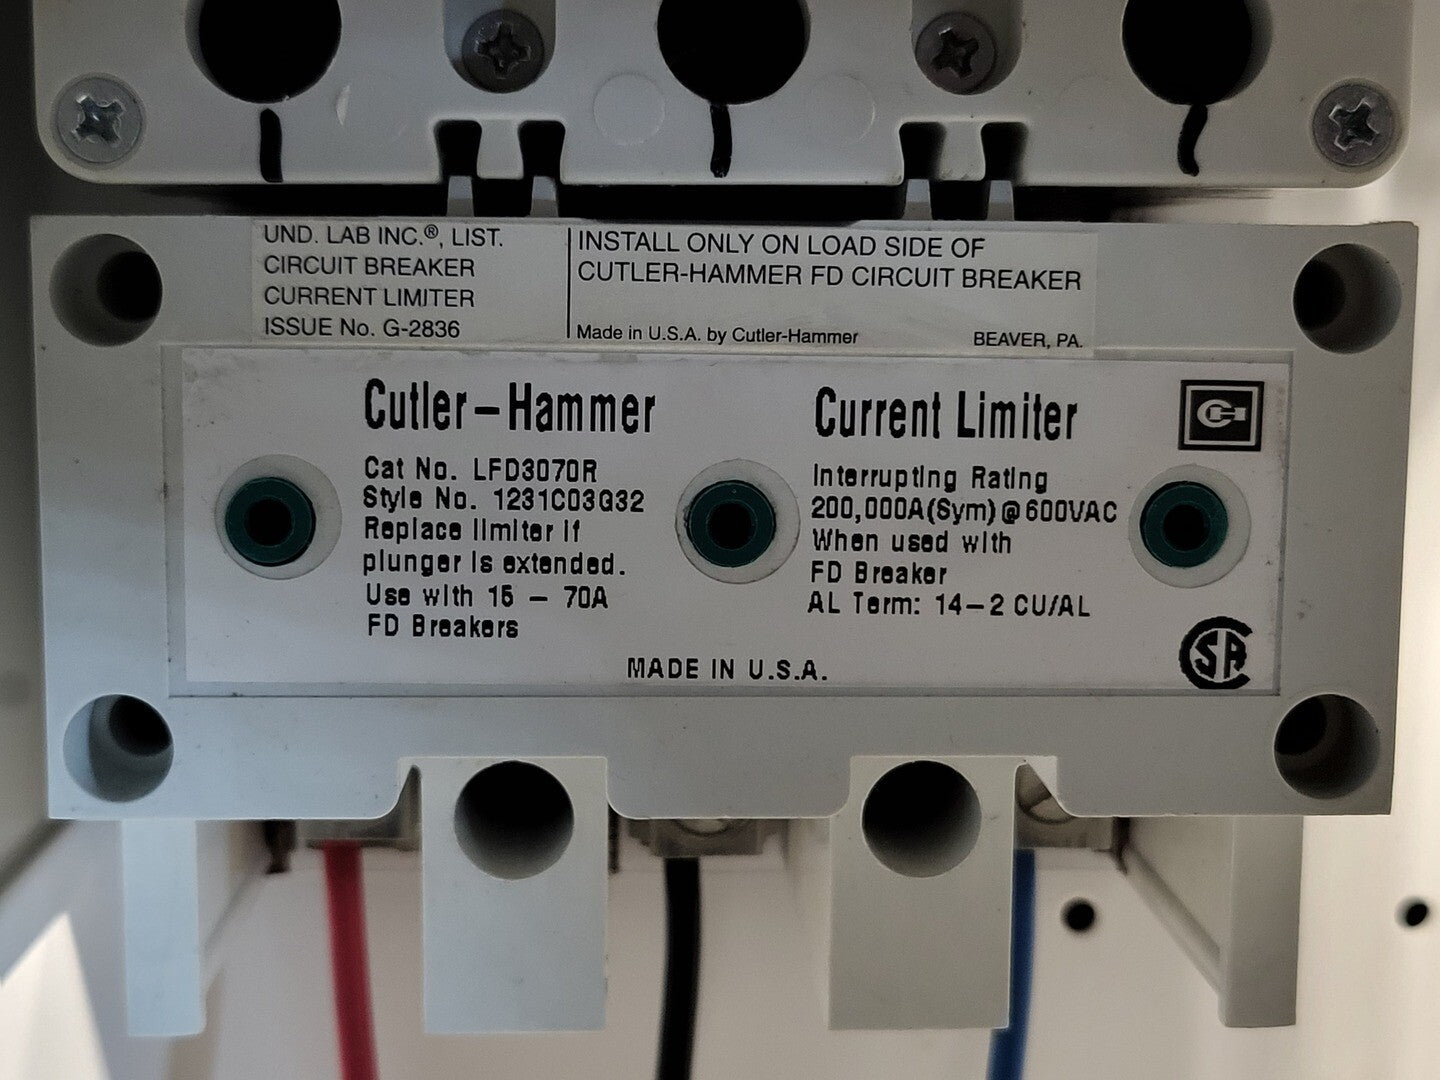 UND. LAB INC.®, LIST.
CIRCUIT BREAKER
CURRENT LIMITER
ISSUE No. G-2836
INSTALL ONLY ON LOAD SIDE OF
CUTLER-HAMMER FD CIRCUIT BREAKER
Made in U.S.A. by Cutler-Hammer BEAVER, PA.
Cutler-Hammer
Cat No. LFD3070R
Style No. 1231C03G32
Replace limiter if
plunger is extended.
Use with 15 - 70A
FD Breakers
Current Limiter
Interrupting Rating
200,000A(Sym)@600VAC
When used with
FD Breaker
AL Term: 14-2 CU/AL
CH
CSA
MADE IN U.S.A.